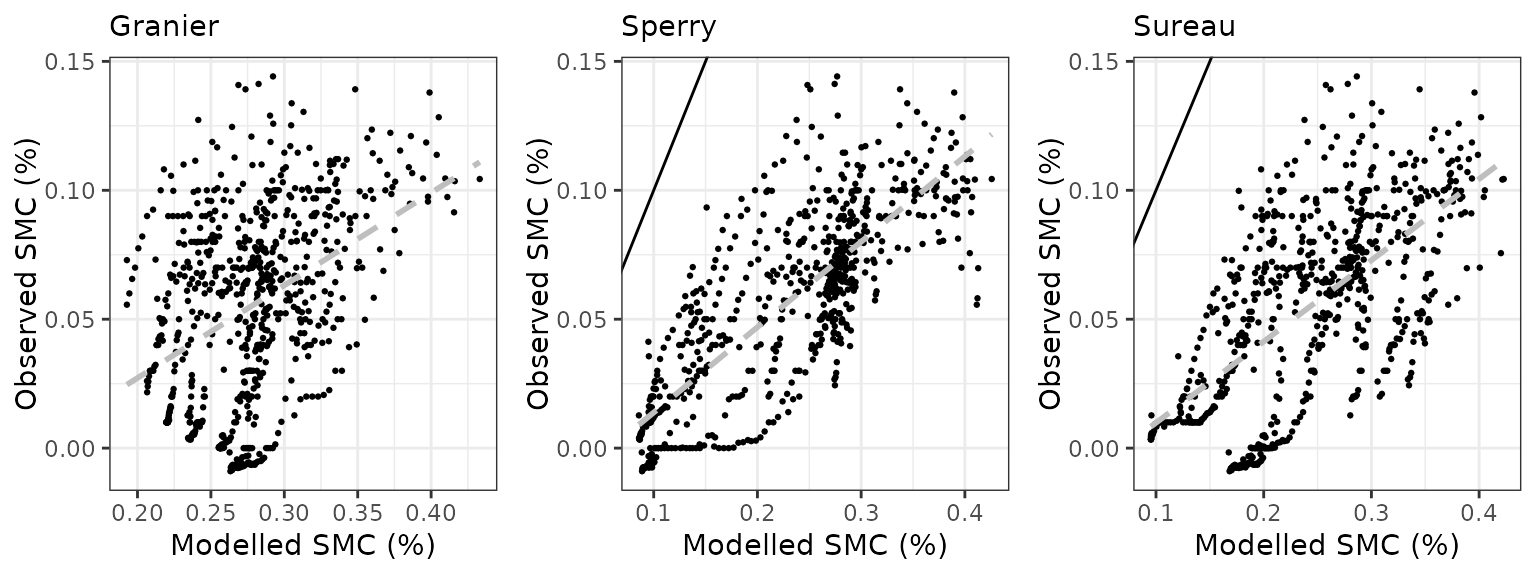 Granier
Sperry
Sureau
Observed SMC (%)
0.15
0.10
0.05
0.00
0.20 0.25 0.30 0.35 0.40
Modelled SMC (%)
Observed SMC (%)
0.15
0.10
0.05
0.00
0.1 0.2 0.3 0.4
Modelled SMC (%)
Observed SMC (%)
0.15
0.10
0.05
0.00
0.1 0.2 0.3 0.4
Modelled SMC (%)